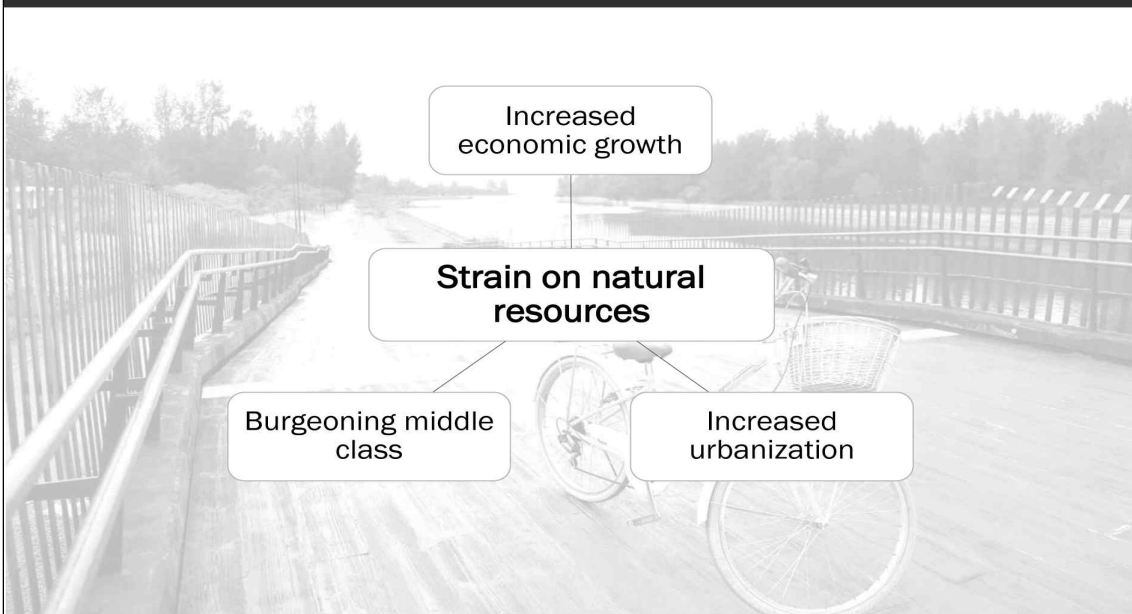 Increased
economic growth
Strain on natural
resources
Burgeoning middle
class
Increased
urbanization